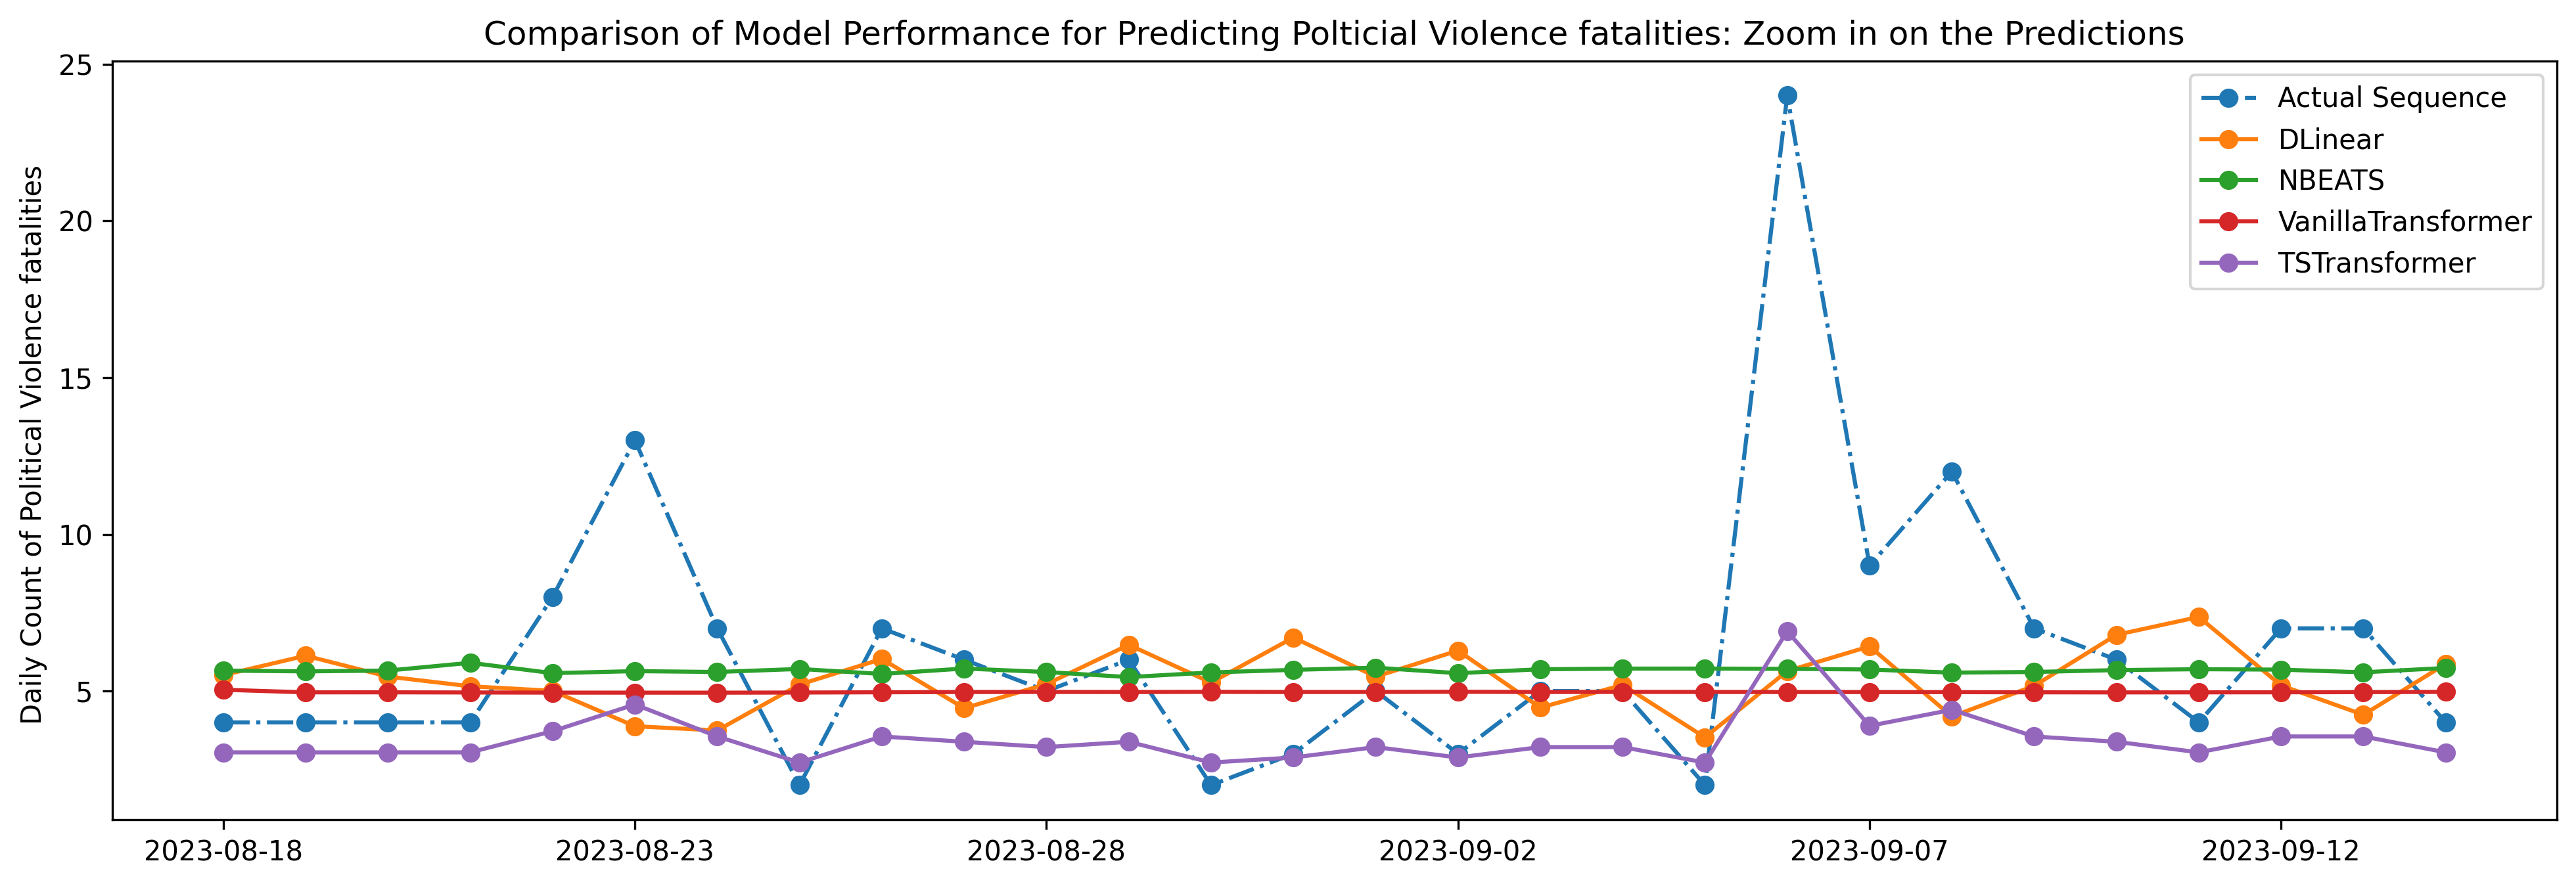 Comparison of Model Performance for Predicting Polticial Violence fatalities: Zoom in on the Predictions
Daily Count of Political Violence fatalities
25
20
15
10
5
Actual Sequence
DLinear
NBEATS
VanillaTransformer
TSTransformer
2023-08-18
2023-08-23
2023-08-28
2023-09-02
2023-09-07
2023-09-12